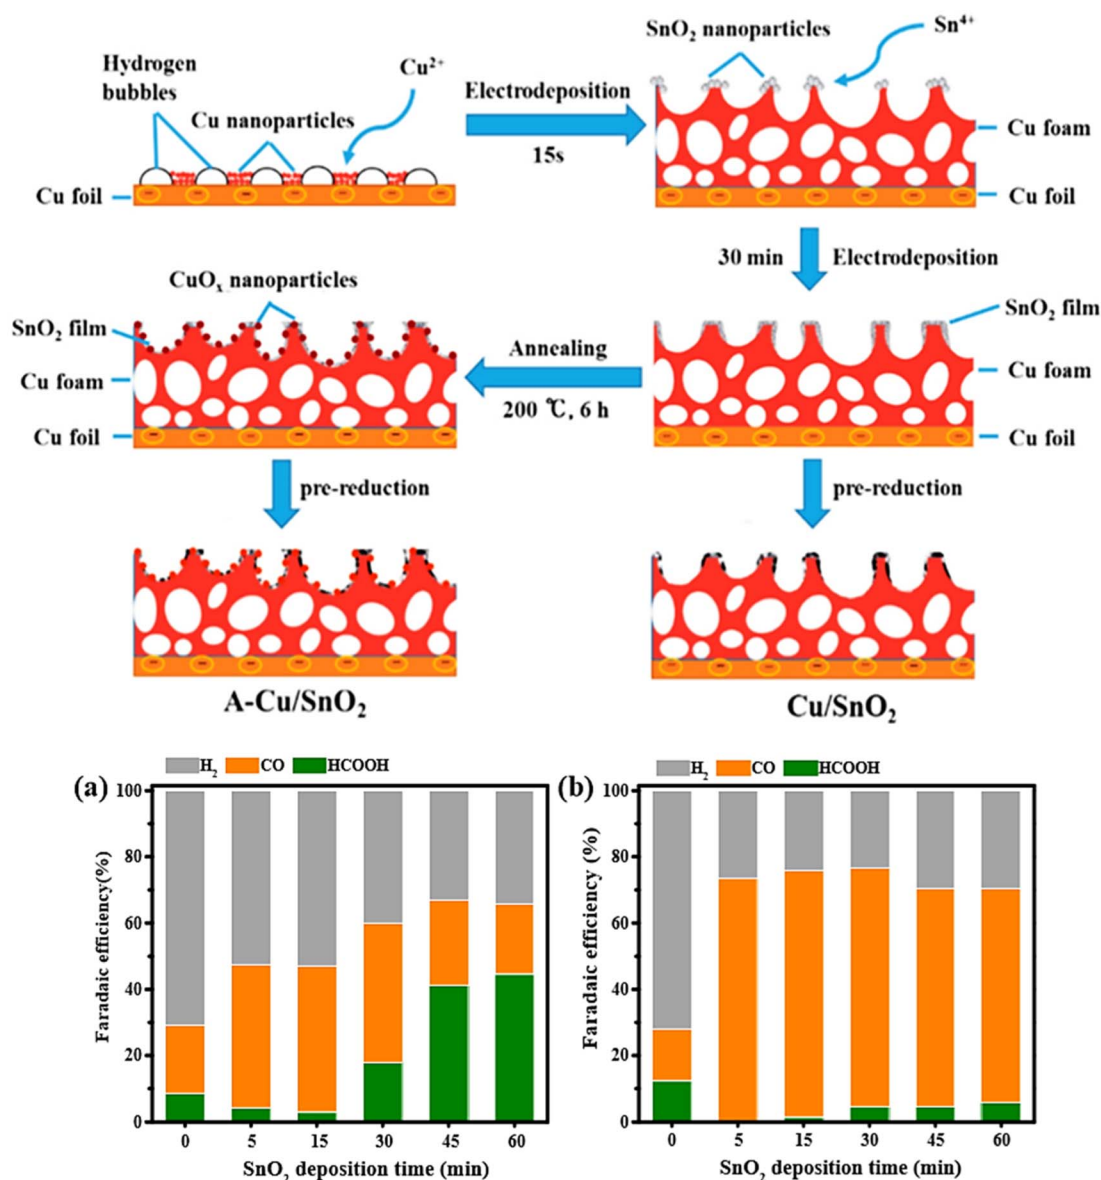 Hydrogen
bubbles
Cu²⁺
Cu nanoparticles
Cu foil
Electrodeposition
15s
SnO₂ nanoparticles
Sn⁴⁺
Cu foam
Cu foil
30 min
Electrodeposition
CuOₓ nanoparticles
SnO₂ film
Cu foam
Cu foil
Annealing
200 ℃, 6 h
SnO₂ film
Cu foam
Cu foil
pre-reduction
pre-reduction
A-Cu/SnO₂
Cu/SnO₂
(a)
H₂ CO HCOOH
Faradaic efficiency(%)
100
80
60
40
20
0
0 5 15 30 45 60
SnO₂ deposition time (min)
(b)
H₂ CO HCOOH
Faradaic efficiency (%)
100
80
60
40
20
0
0 5 15 30 45 60
SnO₂ deposition time (min)